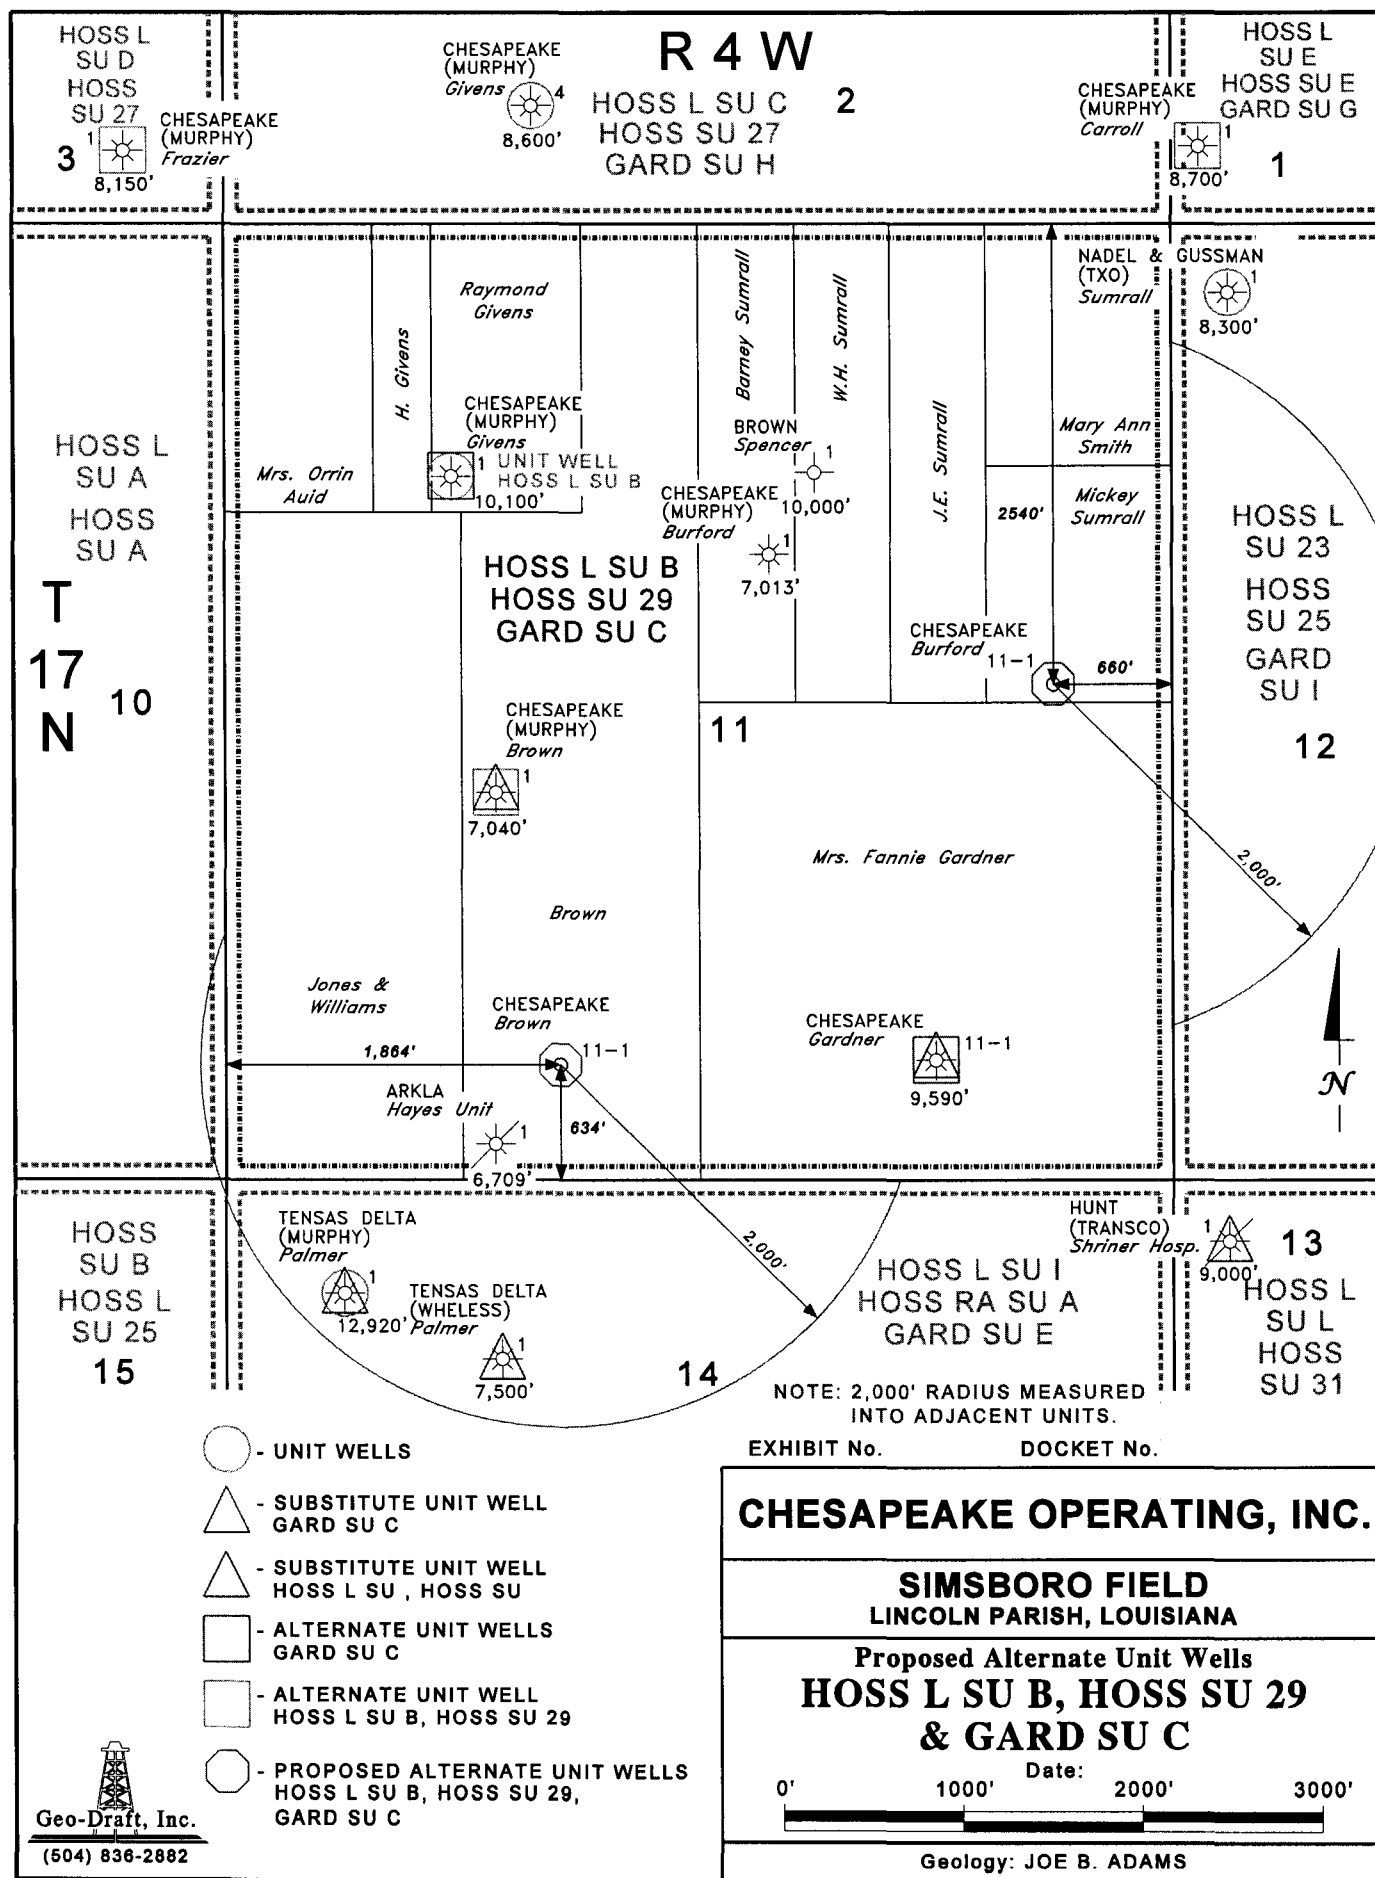 HOSS L
SU D
HOSS
SU 27
1
CHESAPEAKE
(MURPHY)
Frazier
3
8,150'
CHESAPEAKE
(MURPHY)
Givens
4
8,600'
R 4 W
HOSS L SU C
HOSS SU 27
GARD SU H
2
CHESAPEAKE
(MURPHY)
Carroll
HOSS L
SU E
HOSS SU E
GARD SU G
1
8,700'
1
NADEL & GUSSMAN
(TXO)
Sumrall
1
8,300'
Raymond
Givens
H. Givens
Barney Sumrall
W.H. Sumrall
J.E. Sumrall
Mary Ann
Smith
Mickey
Sumrall
CHESAPEAKE
(MURPHY)
Givens
1
UNIT WELL
HOSS L SU B
10,100'
Mrs. Orrin
Auid
BROWN
Spencer
1
10,000'
CHESAPEAKE
(MURPHY)
Burford
1
7,013'
2540'
HOSS L
SU A
HOSS
SU A
T
17
N
10
HOSS L SU B
HOSS SU 29
GARD SU C
CHESAPEAKE
Burford
11-1
660'
HOSS L
SU 23
HOSS
SU 25
GARD
SU I
12
11
CHESAPEAKE
(MURPHY)
Brown
1
7,040'
Mrs. Fannie Gardner
2,000'
Brown
Jones &
Williams
CHESAPEAKE
Brown
11-1
1,864'
634'
ARKLA
Hayes Unit
1
6,709'
CHESAPEAKE
Gardner
11-1
9,590'
N
HOSS
SU B
HOSS L
SU 25
15
TENSAS DELTA
(MURPHY)
Palmer
1
12,920'
TENSAS DELTA
(WHELESS)
Palmer
1
7,500'
2,000'
14
HOSS L SU I
HOSS RA SU A
GARD SU E
HUNT
(TRANSCO)
Shriner Hosp.
1
9,000'
13
HOSS L
SU L
HOSS
SU 31
NOTE: 2,000' RADIUS MEASURED
INTO ADJACENT UNITS.
EXHIBIT No. DOCKET No.
- UNIT WELLS
- SUBSTITUTE UNIT WELL
GARD SU C
- SUBSTITUTE UNIT WELL
HOSS L SU , HOSS SU
- ALTERNATE UNIT WELLS
GARD SU C
- ALTERNATE UNIT WELL
HOSS L SU B, HOSS SU 29
- PROPOSED ALTERNATE UNIT WELLS
HOSS L SU B, HOSS SU 29,
GARD SU C
Geo-Draft, Inc.
(504) 836-2882
CHESAPEAKE OPERATING, INC.
SIMSBORO FIELD
LINCOLN PARISH, LOUISIANA
Proposed Alternate Unit Wells
HOSS L SU B, HOSS SU 29
& GARD SU C
Date:
0' 1000' 2000' 3000'
Geology: JOE B. ADAMS